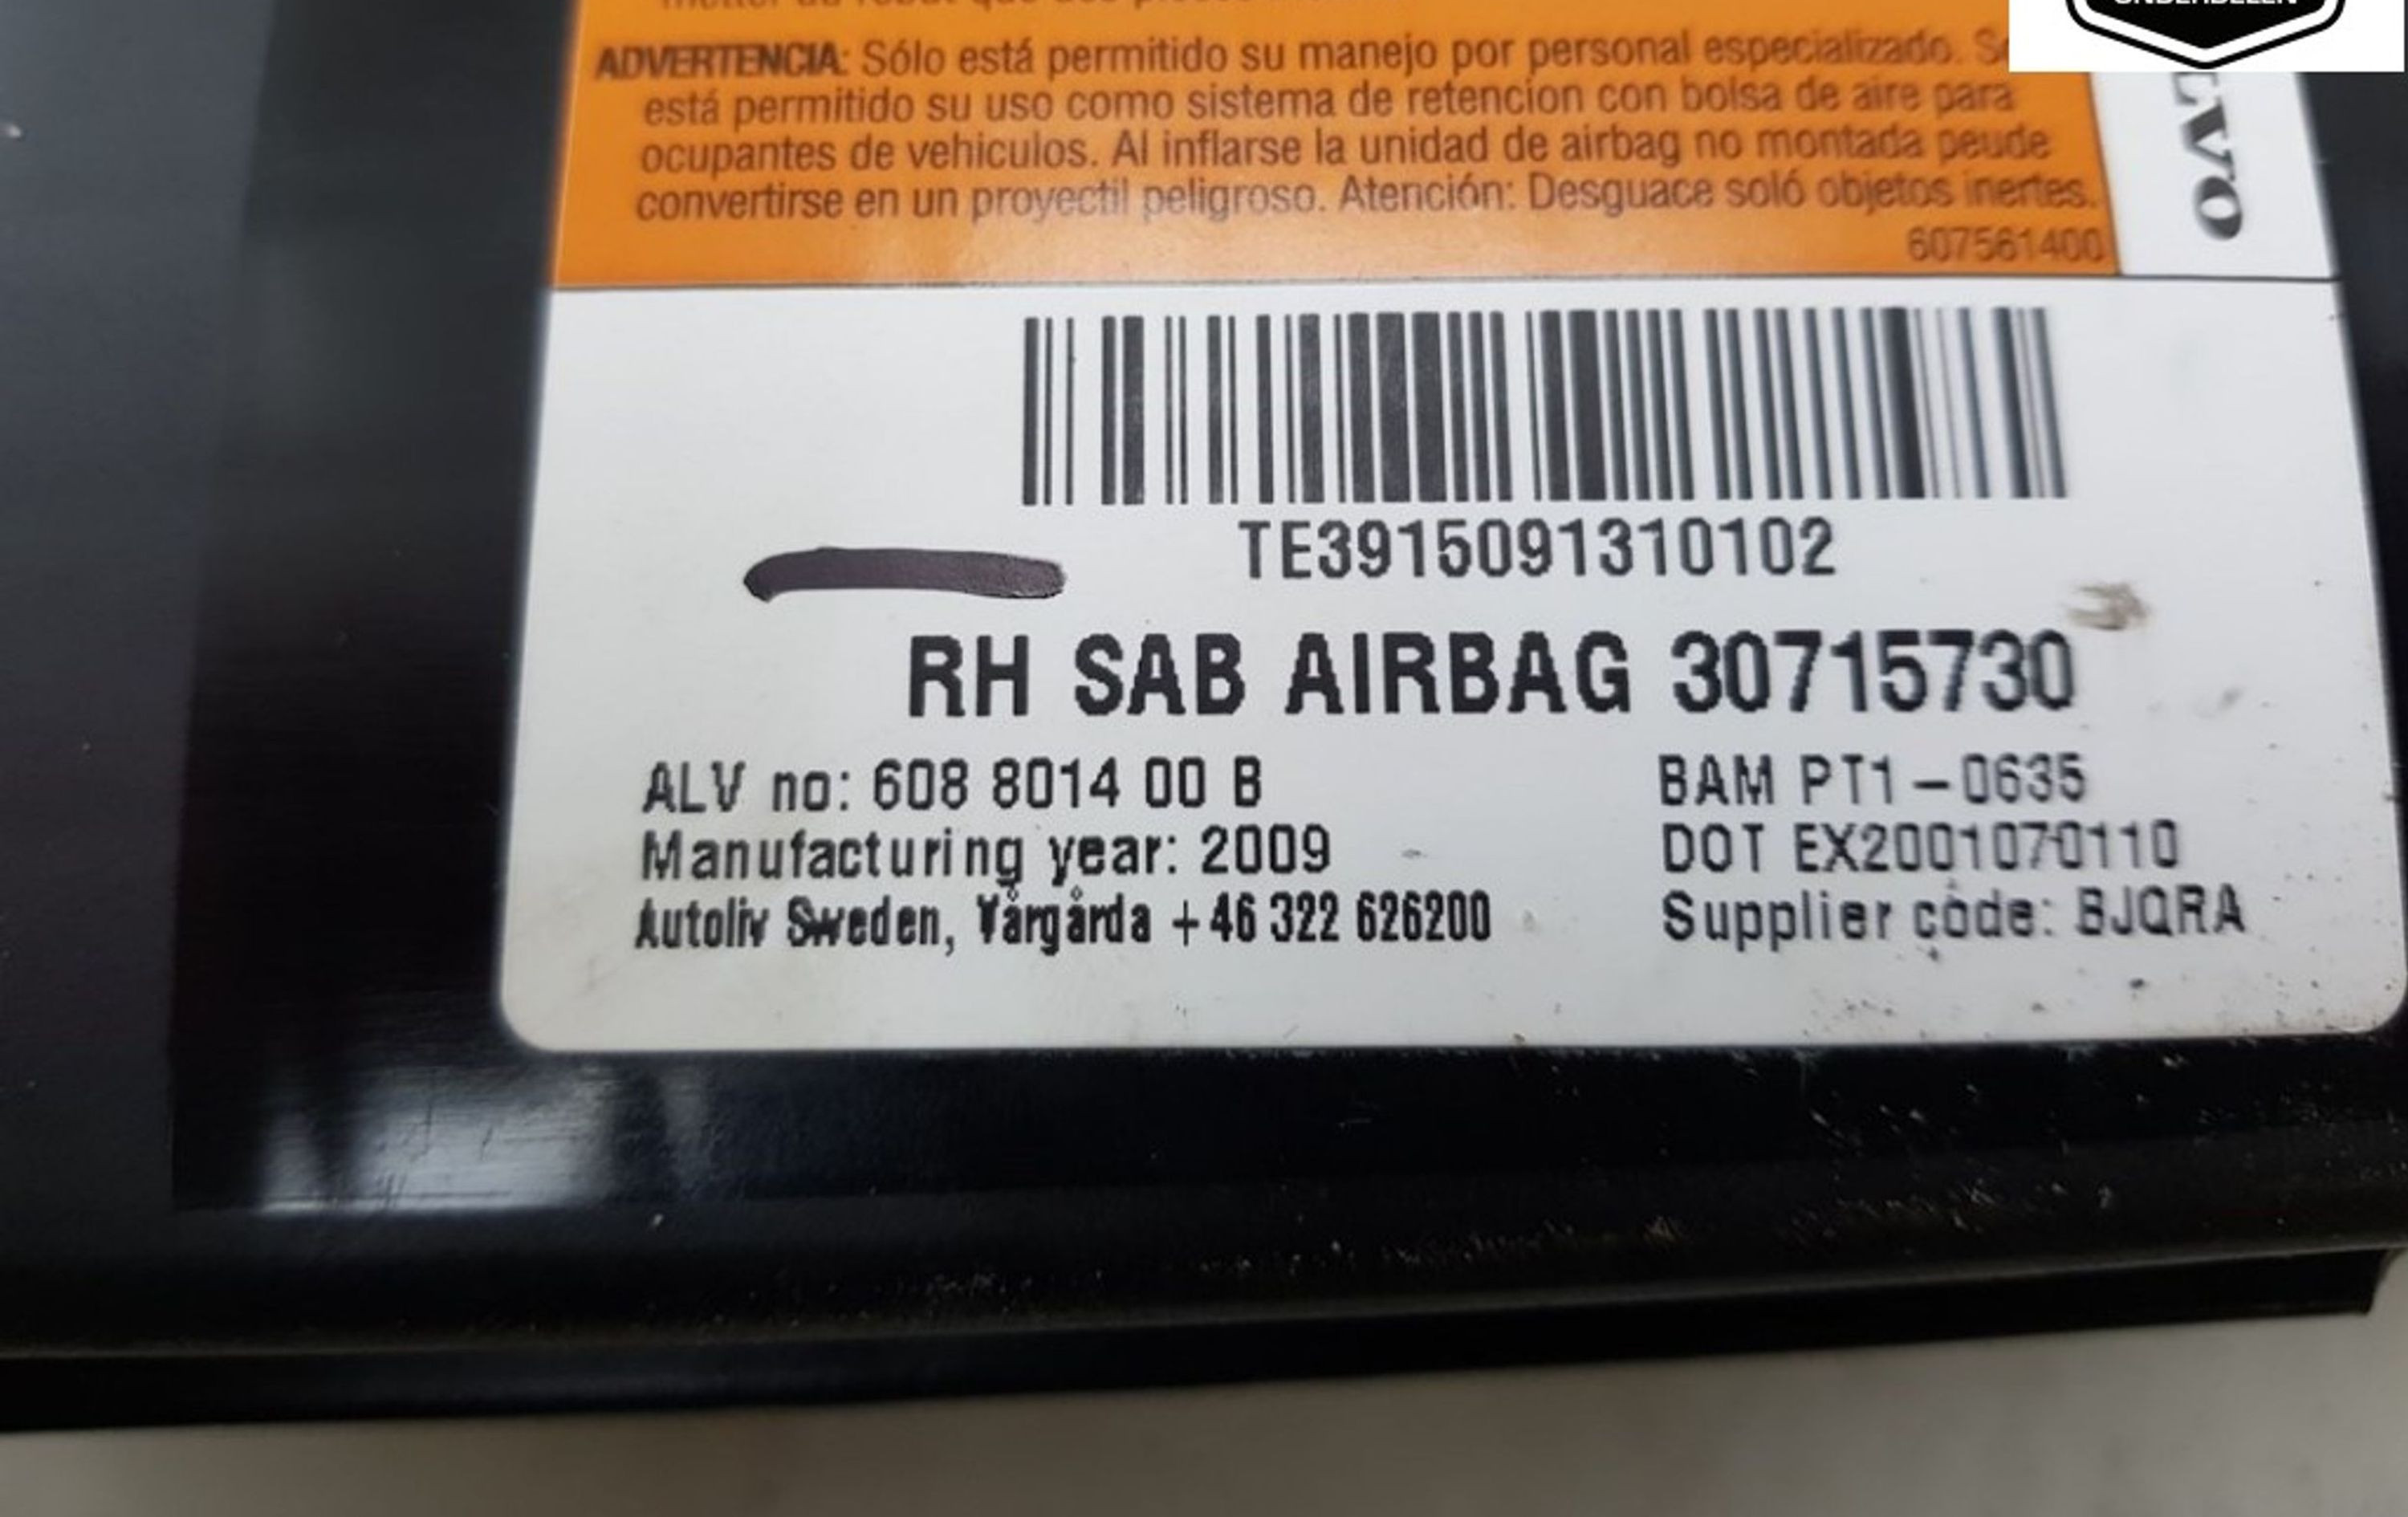 ONDERDELEN
ADVERTENCIA: Sólo está permitido su manejo por personal especializado.
está permitido su uso como sistema de retencion con bolsa de aire para
ocupantes de vehiculos. Al inflarse la unidad de airbag no montada peude
convertirse en un proyectil peligroso. Atención: Desguace soló objetos inertes.
607561400
TE3915091310102
RH SAB AIRBAG 30715730
ALV no: 608 8014 00 B
Manufacturing year: 2009
Autoliv Sweden, Vårgårda +46 322 626200
BAM PT1-0635
DOT EX2001070110
Supplier code: BJQRA